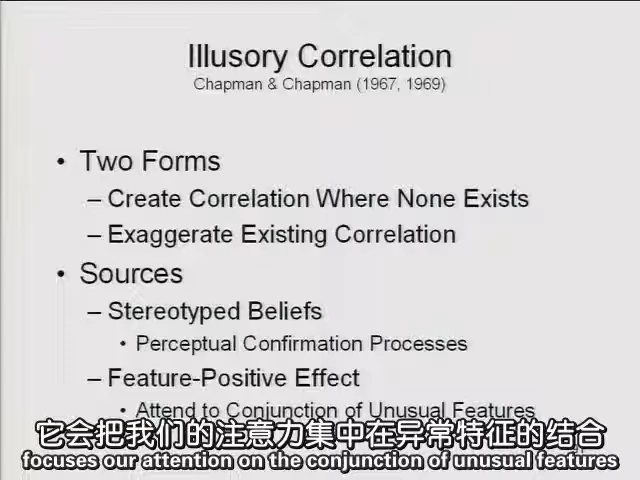 Illusory Correlation
Chapman & Chapman (1967, 1969)
• Two Forms
– Create Correlation Where None Exists
– Exaggerate Existing Correlation
• Sources
– Stereotyped Beliefs
• Perceptual Confirmation Processes
– Feature-Positive Effect
• Attend to Conjunction of Unusual Features
它会把我们的注意力集中在异常特征的结合
focuses our attention on the conjunction of unusual features